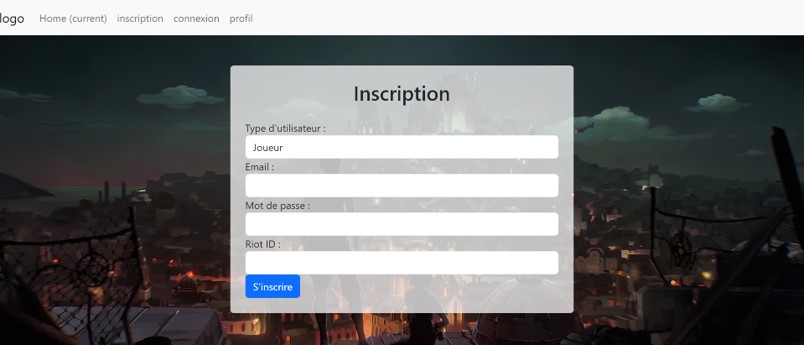 logo Home (current) inscription connexion profil
Inscription
Type d'utilisateur :
Joueur
Email :
Mot de passe :
Riot ID :
S'inscrire